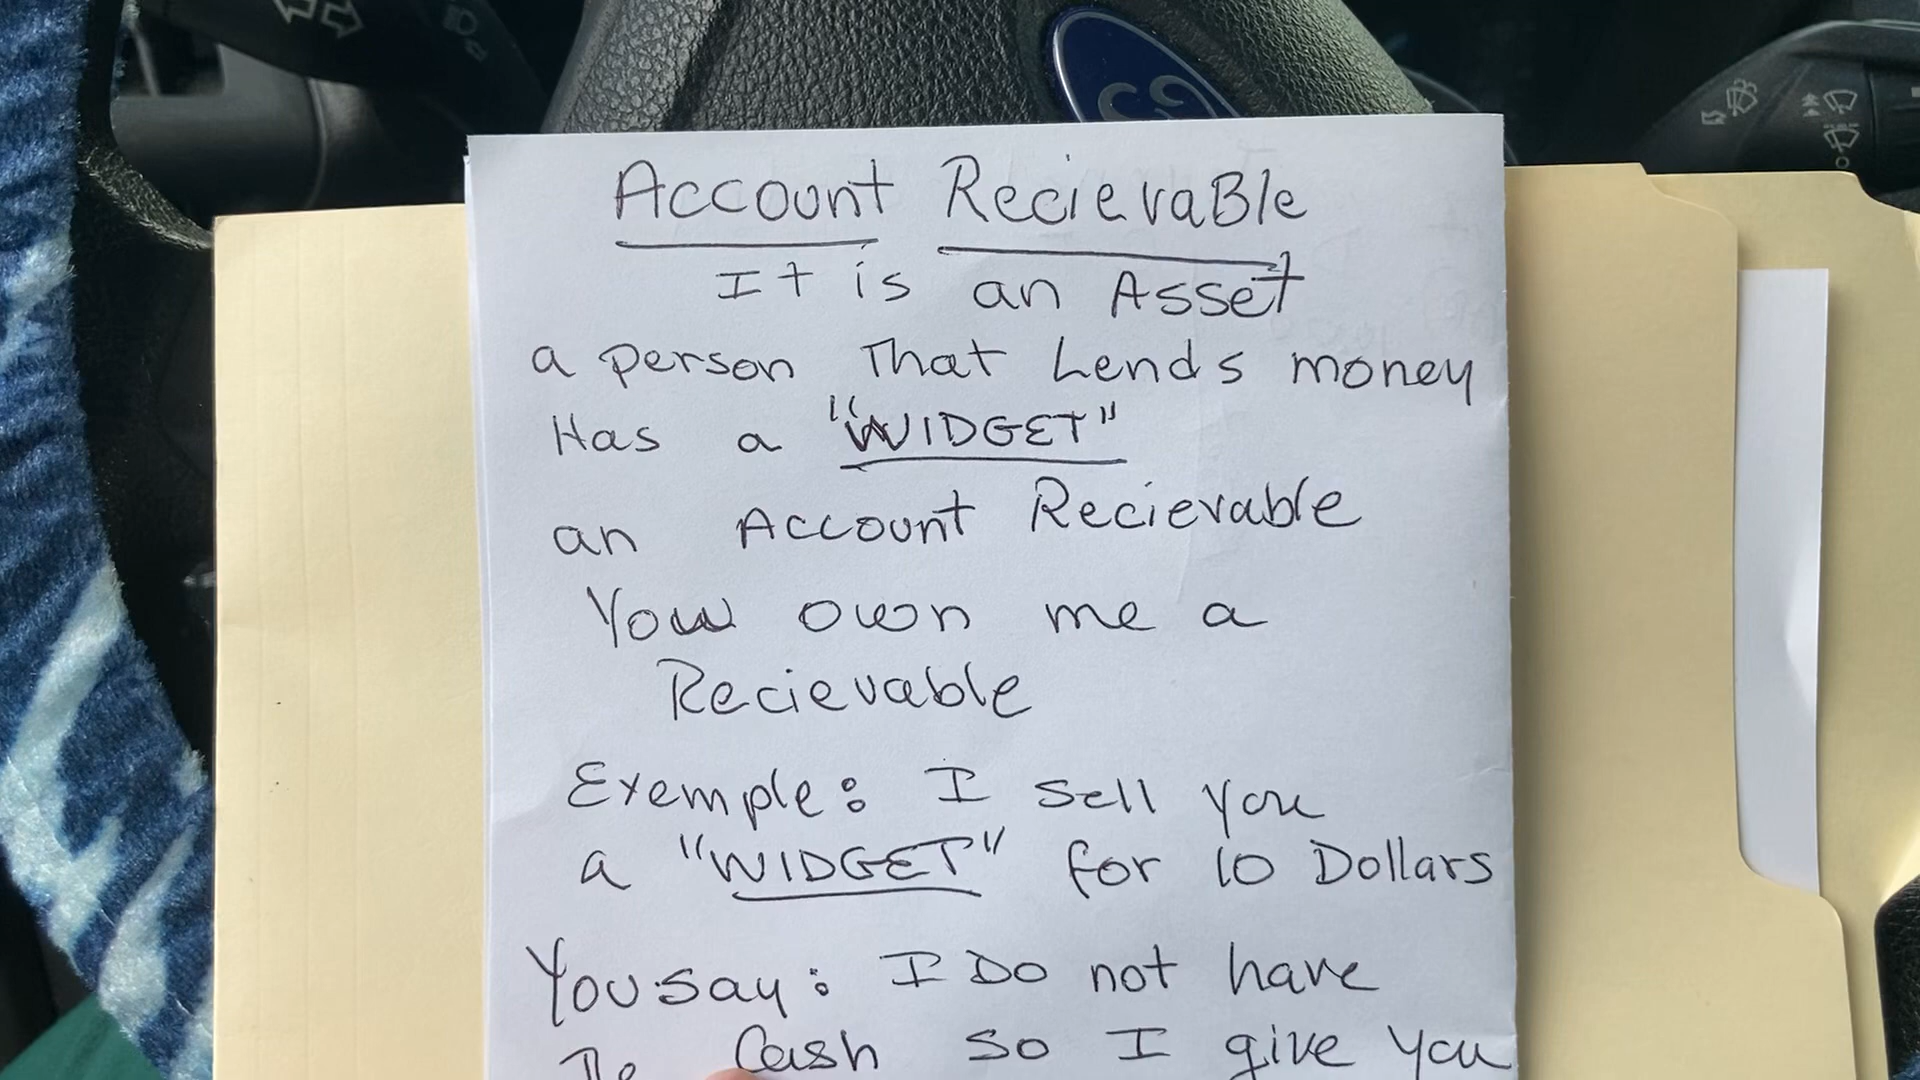 Account RecievaBle
It is an Asset
a person That Lends money
Has a "WIDGET"
an Account Recievable
You own me a
Recievable
Exemple: I sell you
a "WIDGET" for 10 Dollars
You say: I Do not have
The Cash so I give you